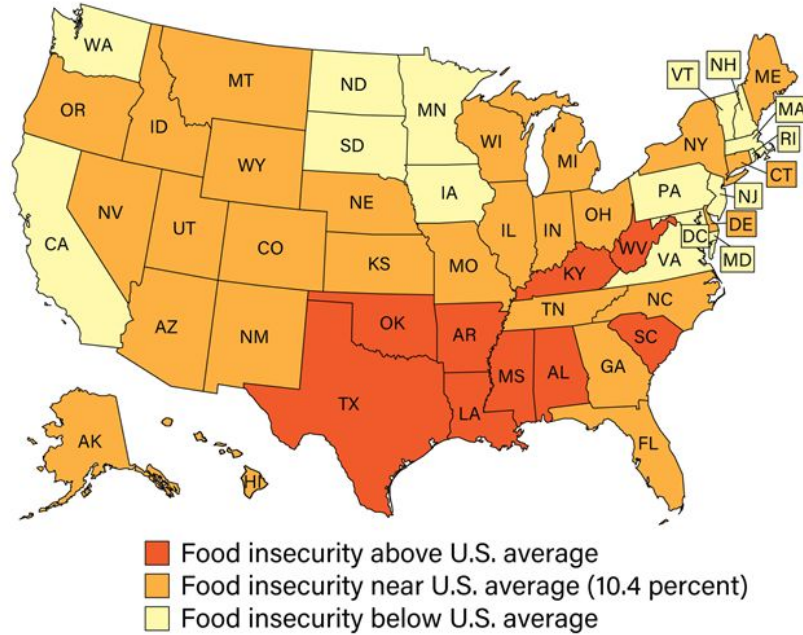 WA
MT
ND
MN
VT
NH
ME
OR
ID
SD
WI
MI
NY
MA
RI
CT
WY
IA
PA
NJ
NV
UT
NE
IL
IN
OH
DE
CA
CO
KS
MO
KY
WV
DC
VA
MD
AZ
NM
OK
AR
TN
NC
SC
TX
LA
MS
AL
GA
AK
HI
FL
Food insecurity above U.S. average
Food insecurity near U.S. average (10.4 percent)
Food insecurity below U.S. average